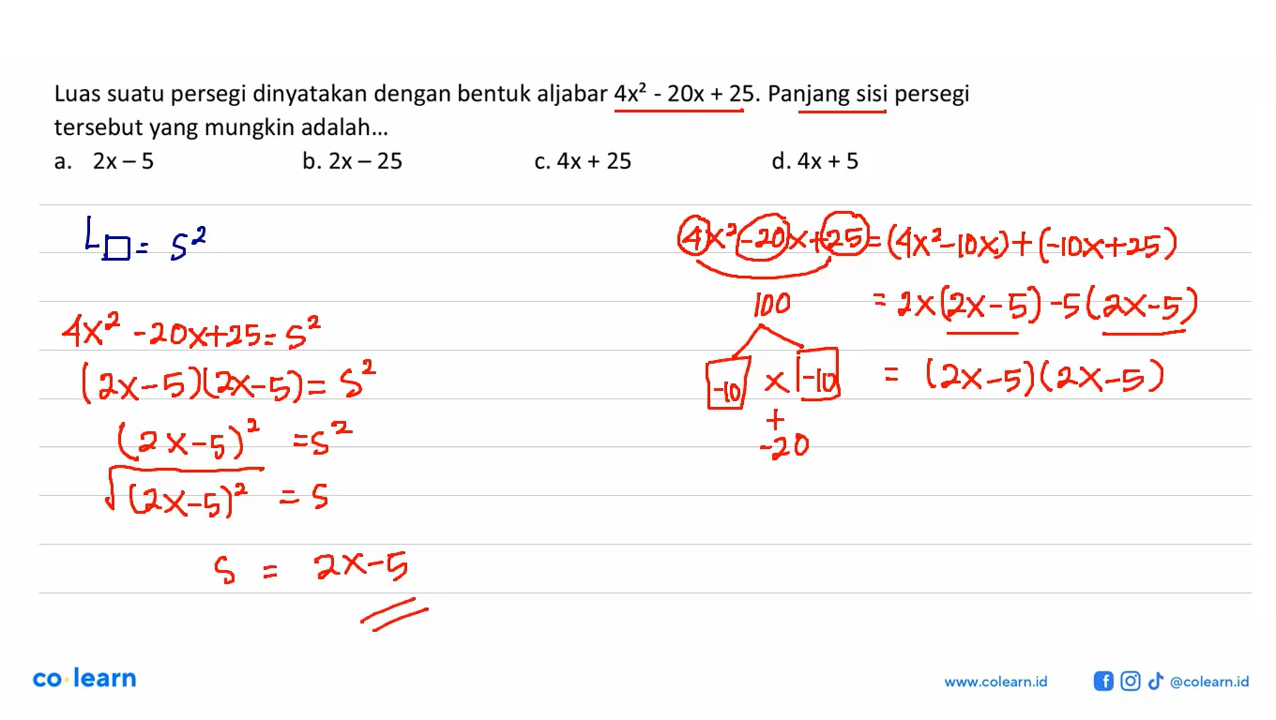 Luas suatu persegi dinyatakan dengan bentuk aljabar 4x² - 20x + 25. Panjang sisi persegi
tersebut yang mungkin adalah...
a. 2x – 5 b. 2x – 25 c. 4x + 25 d. 4x + 5
L□ = s²
4x² - 20x + 25 = s²
(2x - 5)(2x - 5) = s²
(2x - 5)² = s²
√(2x - 5)² = s
s = 2x - 5
4x² - 20x + 25 = (4x² - 10x) + (-10x + 25)
100
= 2x(2x - 5) - 5(2x - 5)
-10 x -10
= (2x - 5)(2x - 5)
+
-20
co learn
www.colearn.id @colearn.id